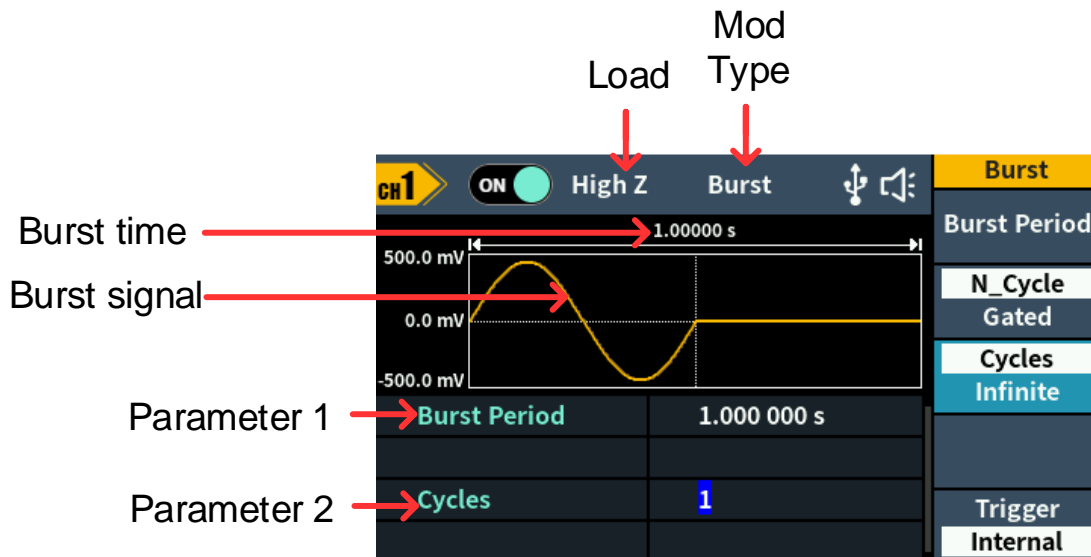 Mod
Type
Load
CH1
ON
High Z
Burst
Burst
Burst time
1.00000 s
Burst Period
500.0 mV
Burst signal
N_Cycle
Gated
0.0 mV
Cycles
Infinite
-500.0 mV
Parameter 1
Burst Period
1.000 000 s
Parameter 2
Cycles
1
Trigger
Internal